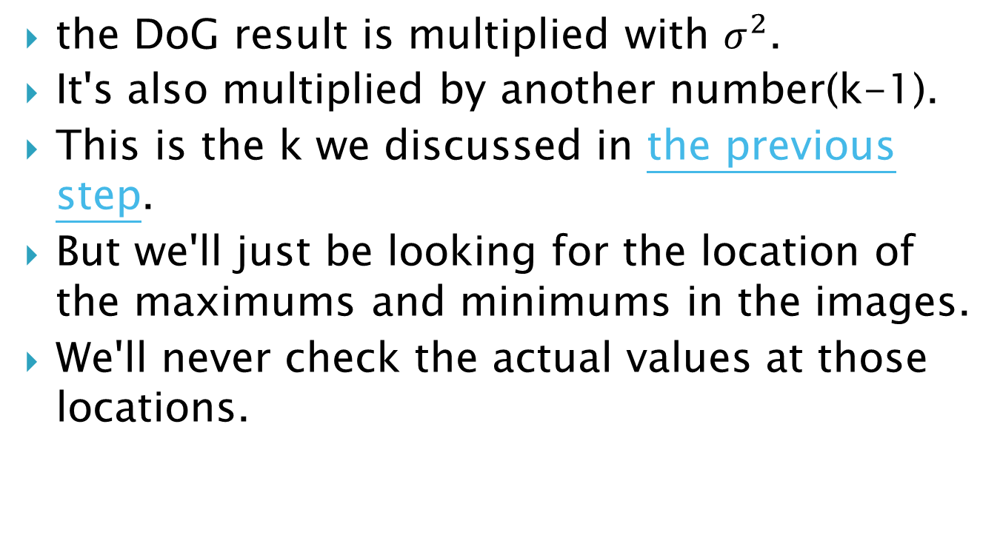 the DoG result is multiplied with σ².
It's also multiplied by another number(k-1).
This is the k we discussed in the previous
step.
But we'll just be looking for the location of
the maximums and minimums in the images.
We'll never check the actual values at those
locations.